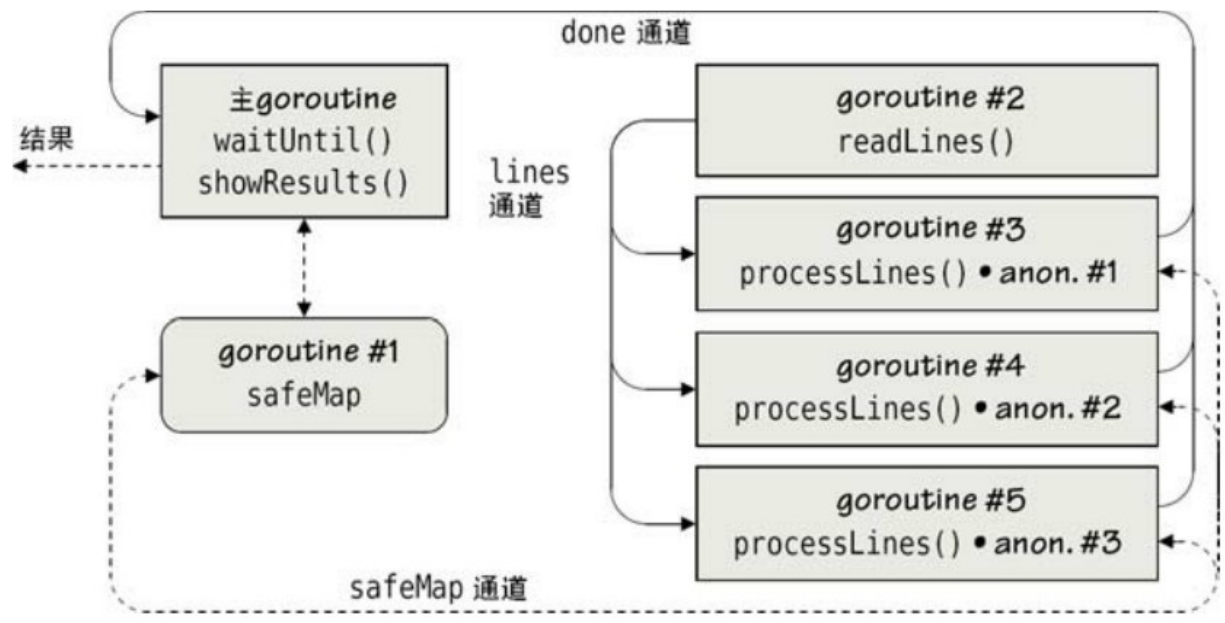 done 通道
主goroutine
waitUntil()
showResults()
结果
goroutine #1
safeMap
lines
通道
goroutine #2
readLines()
goroutine #3
processLines() • anon. #1
goroutine #4
processLines() • anon. #2
goroutine #5
processLines() • anon. #3
safeMap 通道